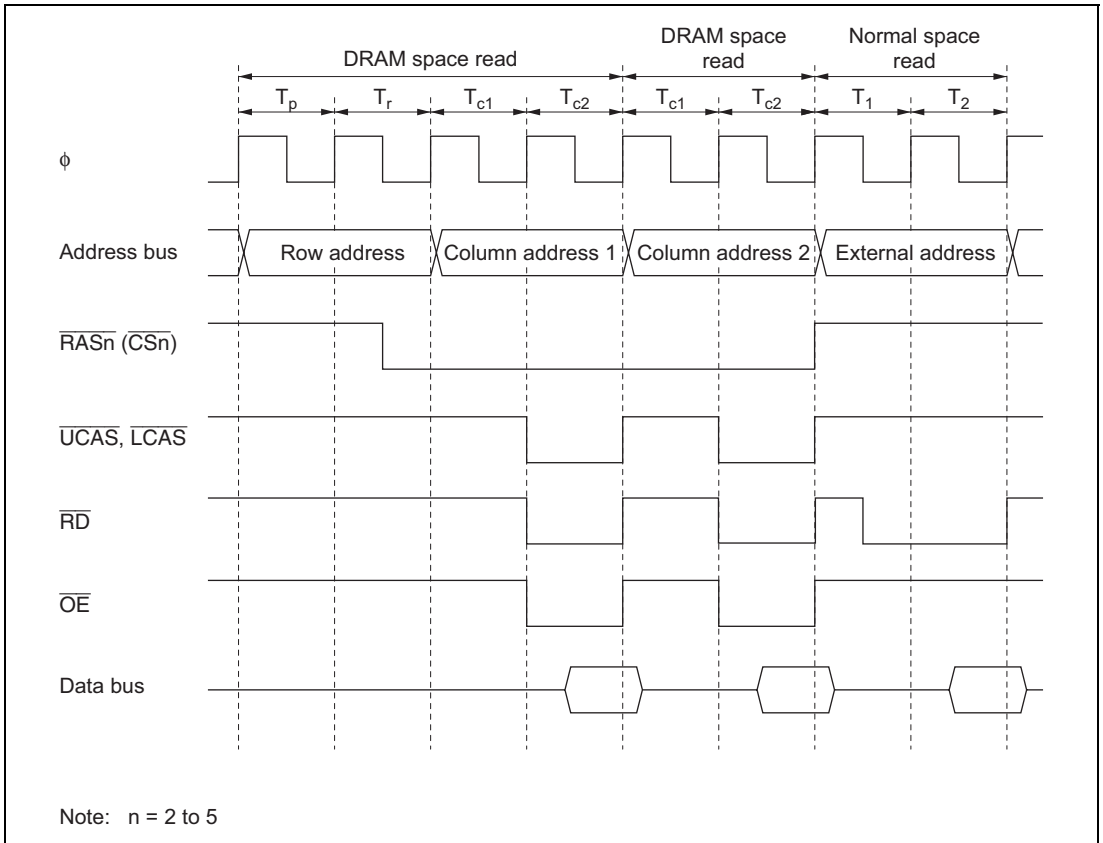 DRAM space read
DRAM space
read
Normal space
read
Tp Tr Tc1 Tc2 Tc1 Tc2 T1 T2
ϕ
Address bus Row address Column address 1 Column address 2 External address
RASn (CSn)
UCAS, LCAS
RD
OE
Data bus
Note: n = 2 to 5